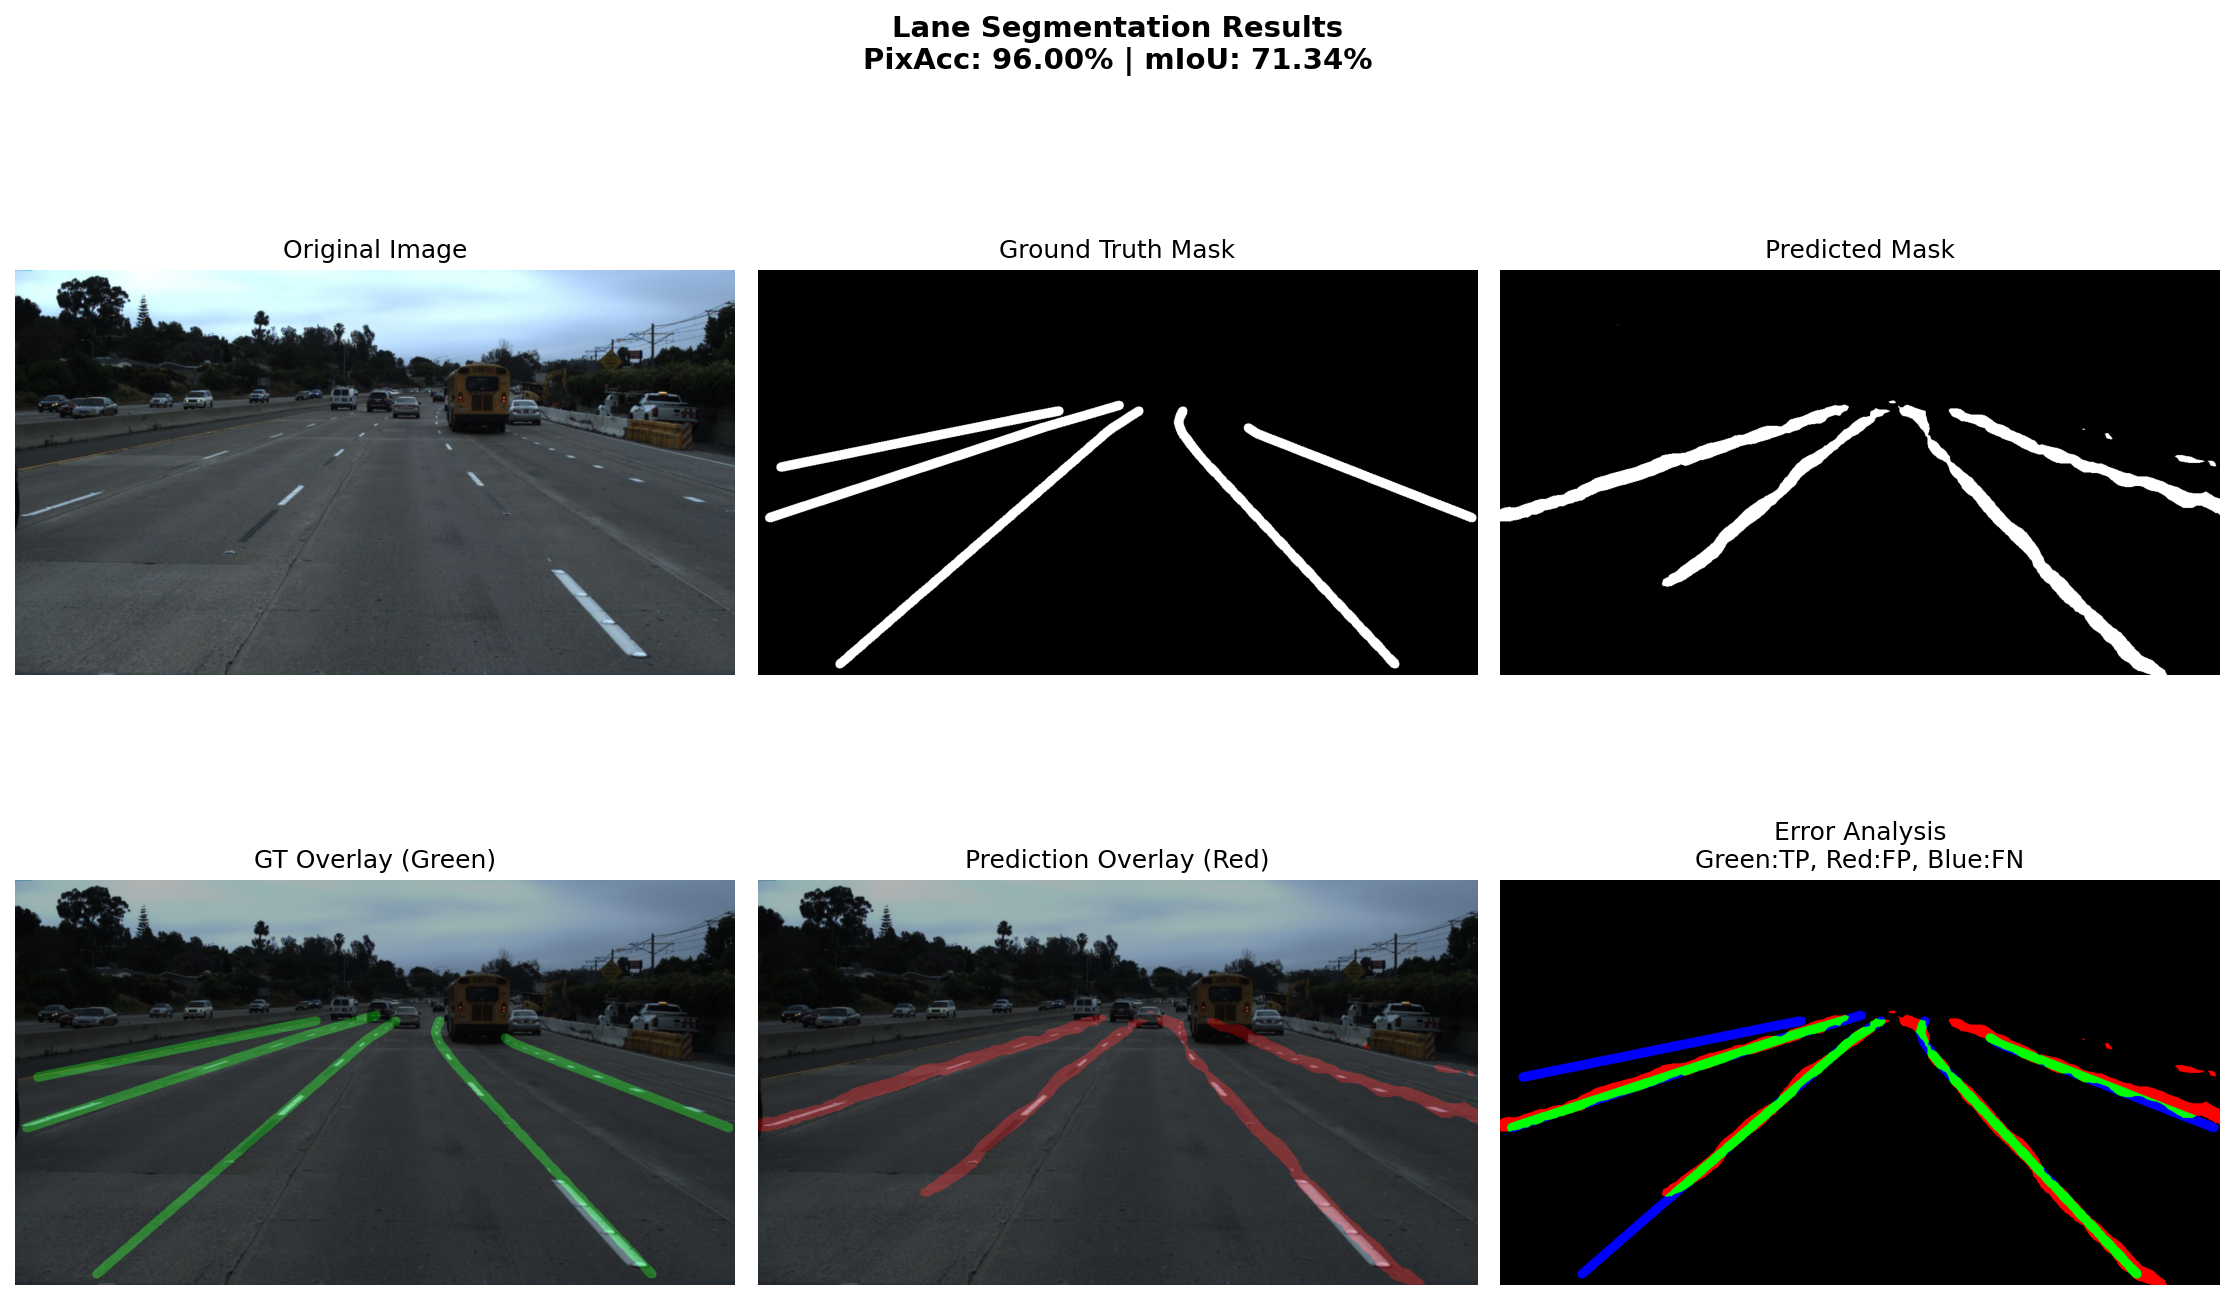 Lane Segmentation Results
PixAcc: 96.00% | mIoU: 71.34%
Original Image
Ground Truth Mask
Predicted Mask
GT Overlay (Green)
Prediction Overlay (Red)
Error Analysis
Green:TP, Red:FP, Blue:FN